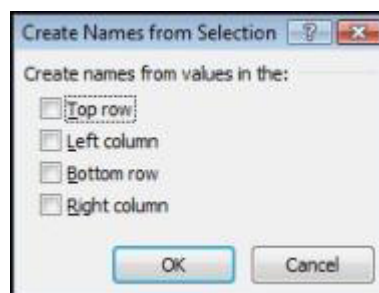 Create Names from Selection
Create names from values in the:
Top row
Left column
Bottom row
Right column
OK
Cancel